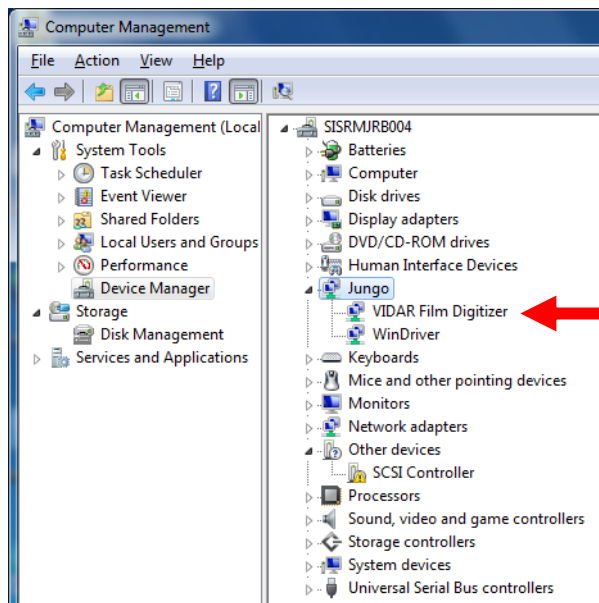 Computer Management
File Action View Help
Computer Management (Local
System Tools
Task Scheduler
Event Viewer
Shared Folders
Local Users and Groups
Performance
Device Manager
Storage
Disk Management
Services and Applications
SISRMJRB004
Batteries
Computer
Disk drives
Display adapters
DVD/CD-ROM drives
Human Interface Devices
Jungo
VIDAR Film Digitizer
WinDriver
Keyboards
Mice and other pointing devices
Monitors
Network adapters
Other devices
SCSI Controller
Processors
Sound, video and game controllers
Storage controllers
System devices
Universal Serial Bus controllers